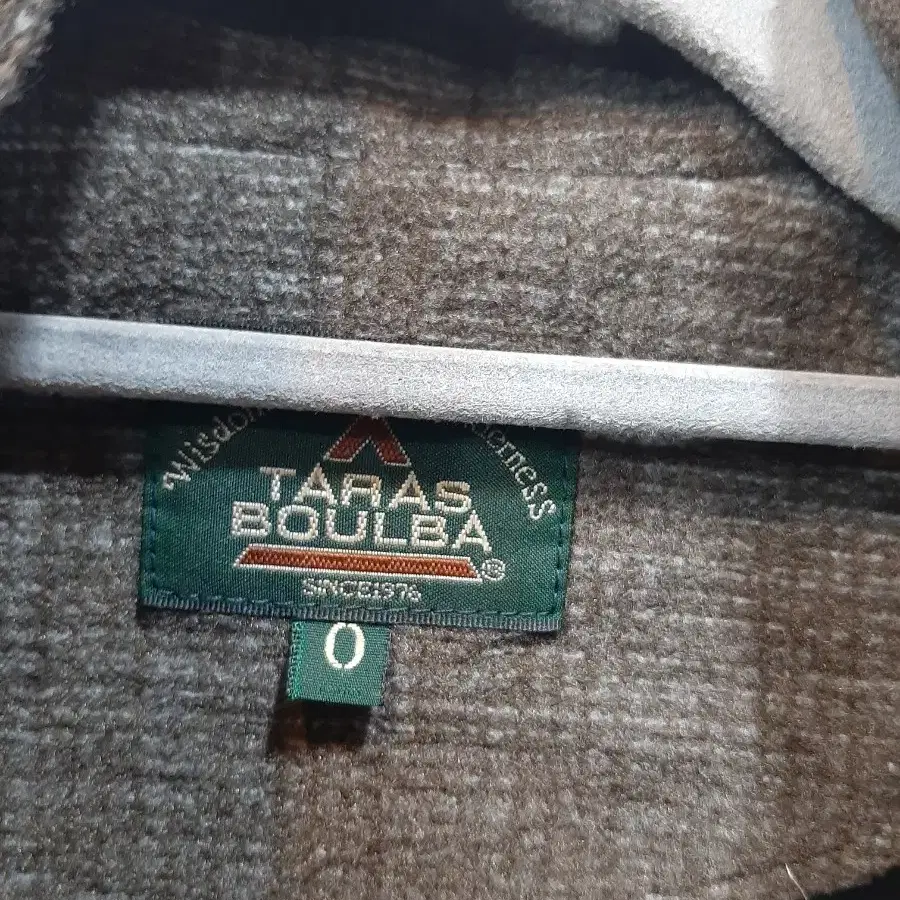 Wisdom
TARAS
BOULBA
®
SINCE1976
0